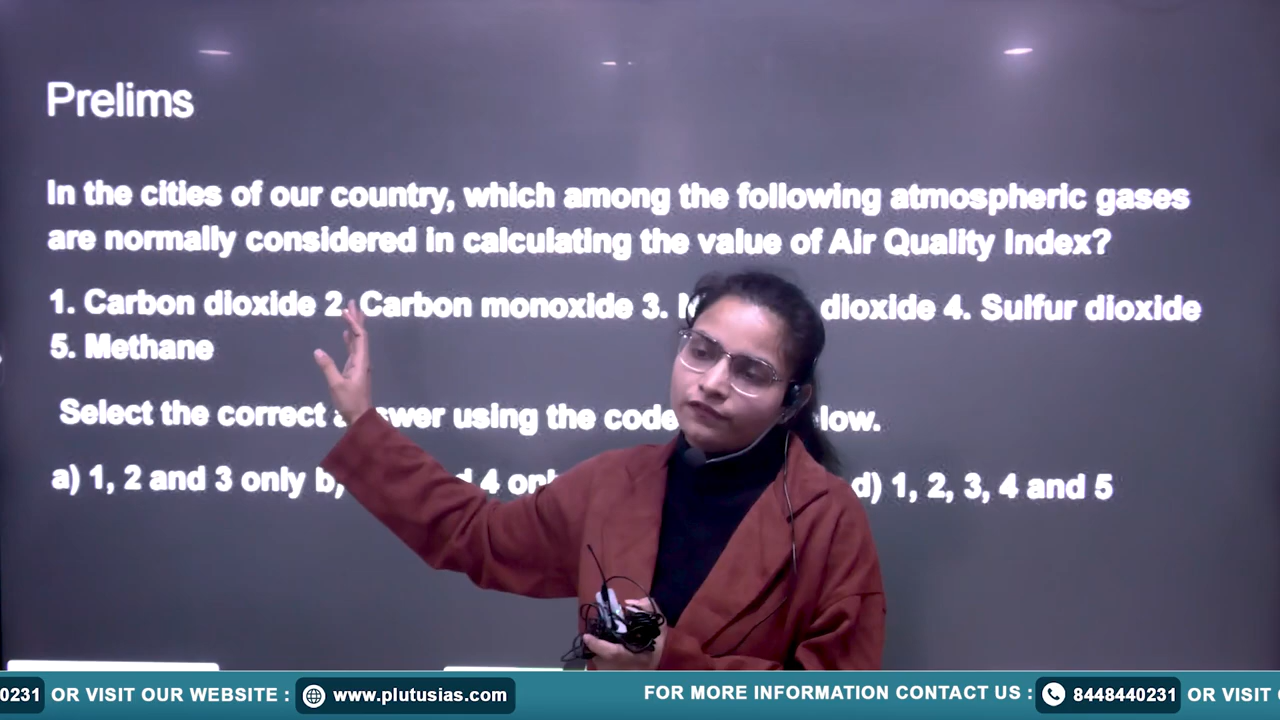 Prelims
In the cities of our country, which among the following atmospheric gases
are normally considered in calculating the value of Air Quality Index?
1. Carbon dioxide 2. Carbon monoxide 3. dioxide 4. Sulfur dioxide
5. Methane
Select the correct answer using the code
a) 1, 2 and 3 only b) 4 d) 1, 2, 3, 4 and 5
0231 OR VISIT OUR WEBSITE : www.plutusias.com FOR MORE INFORMATION CONTACT US : 8448440231 OR VISIT